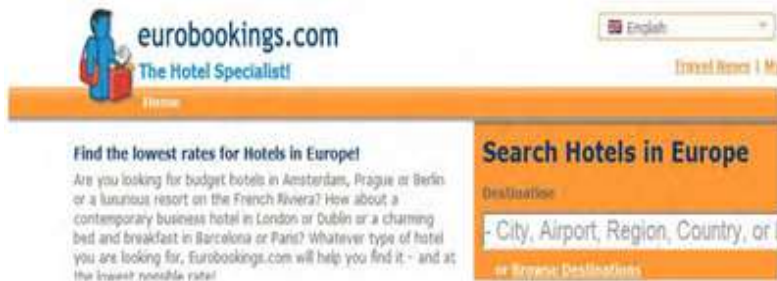 eurobookings.com
The Hotel Specialist!
English
Travel News | My
Home
Find the lowest rates for Hotels in Europe!
Are you looking for budget hotels in Amsterdam, Prague or Berlin
or a luxurious resort on the French Riviera? How about a
contemporary business hotel in London or Dublin or a charming
bed and breakfast in Barcelona or Paris? Whatever type of hotel
you are looking for, Eurobookings.com will help you find it - and at
the lowest possible rate!
Search Hotels in Europe
Destination
- City, Airport, Region, Country, or
or Browse Destinations